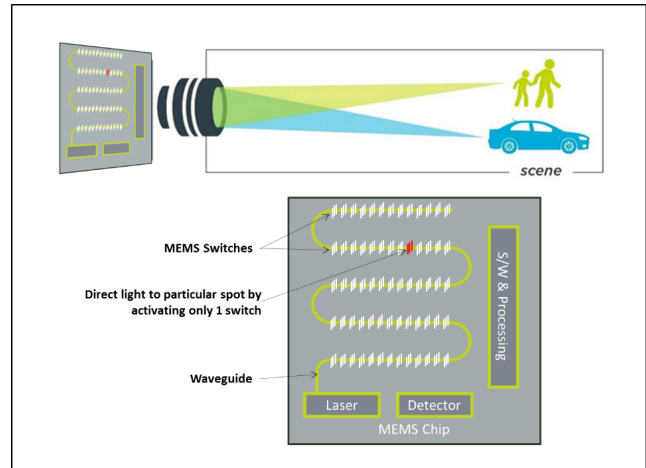 scene
MEMS Switches
Direct light to particular spot by
activating only 1 switch
Waveguide
S/W & Processing
Laser
Detector
MEMS Chip